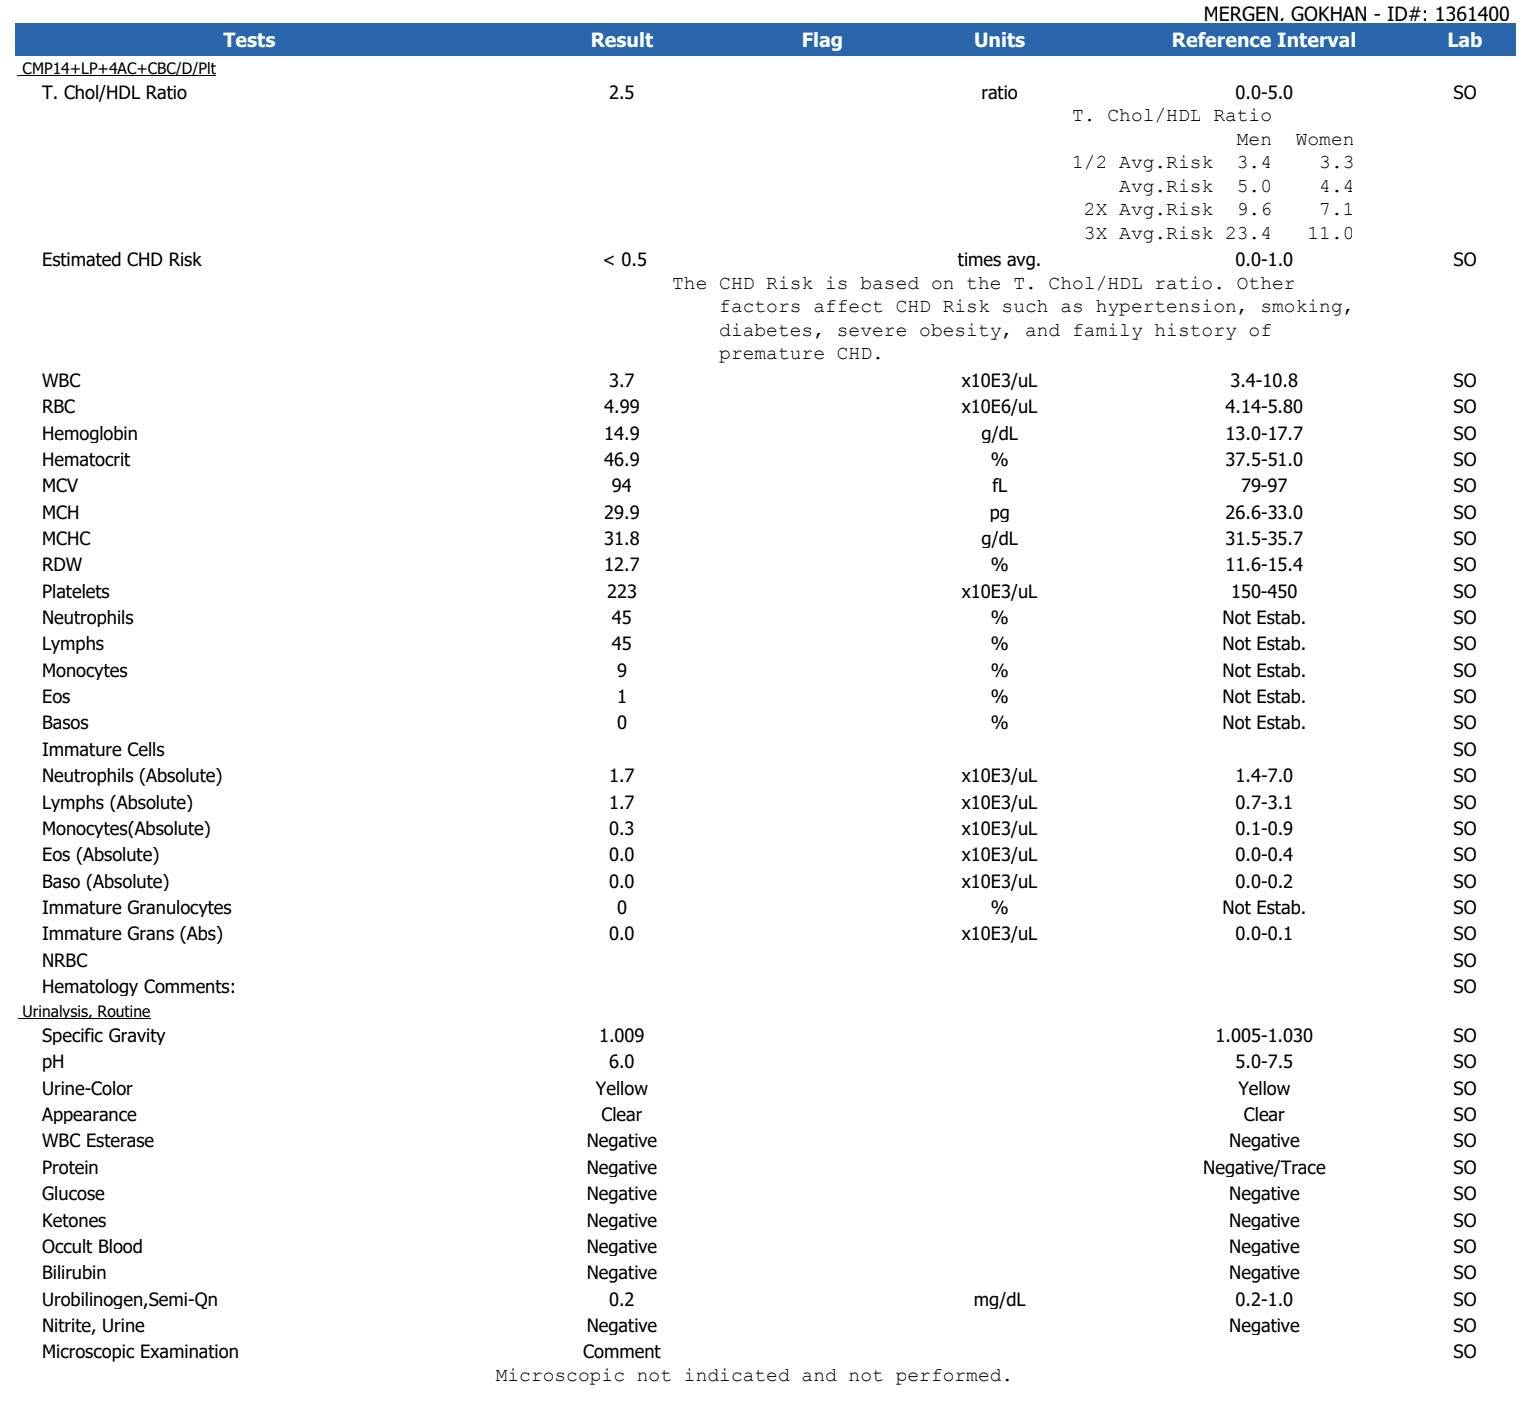 MERGEN, GOKHAN - ID#: 1361400
Tests Result Flag Units Reference Interval Lab
CMP14+LP+4AC+CBC/D/Plt
T. Chol/HDL Ratio 2.5 ratio 0.0-5.0 SO
T. Chol/HDL Ratio
Men Women
1/2 Avg.Risk 3.4 3.3
Avg.Risk 5.0 4.4
2X Avg.Risk 9.6 7.1
3X Avg.Risk 23.4 11.0
Estimated CHD Risk < 0.5 times avg. 0.0-1.0 SO
The CHD Risk is based on the T. Chol/HDL ratio. Other
factors affect CHD Risk such as hypertension, smoking,
diabetes, severe obesity, and family history of
premature CHD.
WBC 3.7 x10E3/uL 3.4-10.8 SO
RBC 4.99 x10E6/uL 4.14-5.80 SO
Hemoglobin 14.9 g/dL 13.0-17.7 SO
Hematocrit 46.9 % 37.5-51.0 SO
MCV 94 fL 79-97 SO
MCH 29.9 pg 26.6-33.0 SO
MCHC 31.8 g/dL 31.5-35.7 SO
RDW 12.7 % 11.6-15.4 SO
Platelets 223 x10E3/uL 150-450 SO
Neutrophils 45 % Not Estab. SO
Lymphs 45 % Not Estab. SO
Monocytes 9 % Not Estab. SO
Eos 1 % Not Estab. SO
Basos 0 % Not Estab. SO
Immature Cells SO
Neutrophils (Absolute) 1.7 x10E3/uL 1.4-7.0 SO
Lymphs (Absolute) 1.7 x10E3/uL 0.7-3.1 SO
Monocytes(Absolute) 0.3 x10E3/uL 0.1-0.9 SO
Eos (Absolute) 0.0 x10E3/uL 0.0-0.4 SO
Baso (Absolute) 0.0 x10E3/uL 0.0-0.2 SO
Immature Granulocytes 0 % Not Estab. SO
Immature Grans (Abs) 0.0 x10E3/uL 0.0-0.1 SO
NRBC SO
Hematology Comments: SO
Urinalysis, Routine
Specific Gravity 1.009 1.005-1.030 SO
pH 6.0 5.0-7.5 SO
Urine-Color Yellow Yellow SO
Appearance Clear Clear SO
WBC Esterase Negative Negative SO
Protein Negative Negative/Trace SO
Glucose Negative Negative SO
Ketones Negative Negative SO
Occult Blood Negative Negative SO
Bilirubin Negative Negative SO
Urobilinogen,Semi-Qn 0.2 mg/dL 0.2-1.0 SO
Nitrite, Urine Negative Negative SO
Microscopic Examination Comment SO
Microscopic not indicated and not performed.